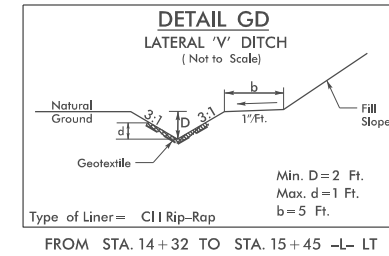 DETAIL GD
LATERAL 'V' DITCH
( Not to Scale)
b
Natural
Ground
3:1
D
3:1
d
1"/Ft.
Fill
Slope
Geotextile
Min. D=2 Ft.
Max. d=1 Ft.
b=5 Ft.
Type of Liner= Cl I Rip-Rap
FROM STA. 14+32 TO STA. 15+45 -L- LT